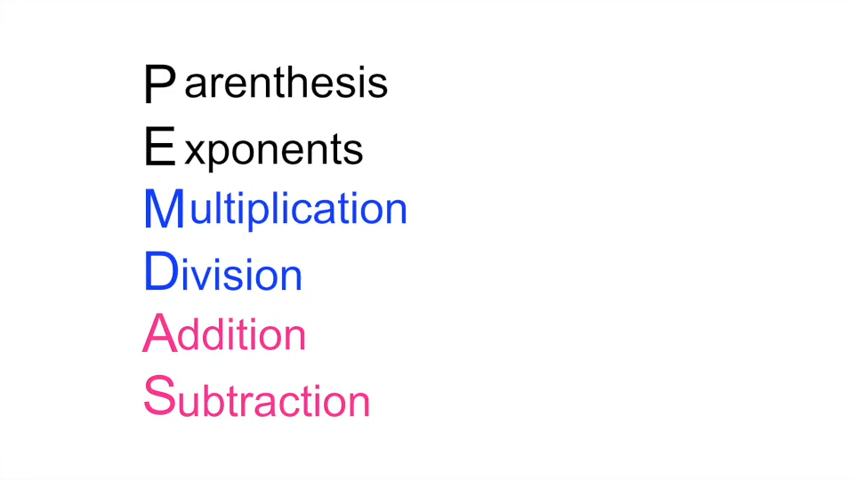 Parenthesis
Exponents
Multiplication
Division
Addition
Subtraction